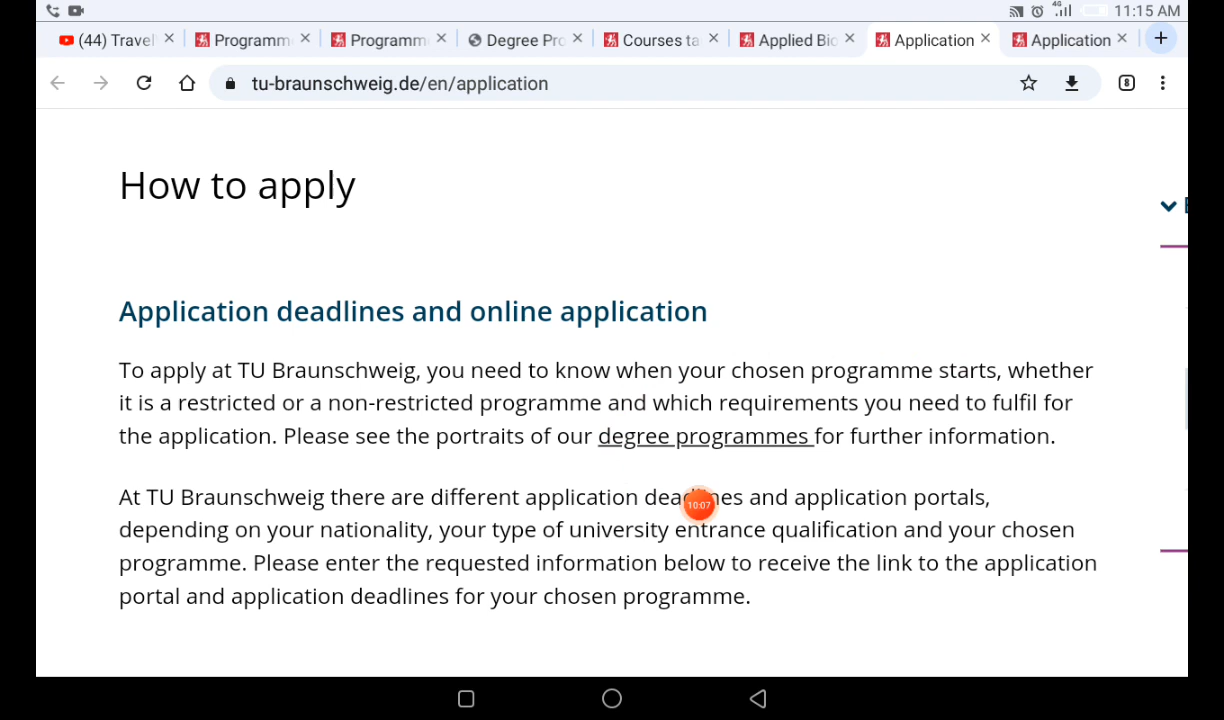 4G 11:15 AM
(44) Travel Programm Programm Degree Pro Courses ta Applied Bio Application Application
tu-braunschweig.de/en/application 8
How to apply
Application deadlines and online application
To apply at TU Braunschweig, you need to know when your chosen programme starts, whether
it is a restricted or a non-restricted programme and which requirements you need to fulfil for
the application. Please see the portraits of our degree programmes for further information.
At TU Braunschweig there are different application deadlines and application portals,
10:07
depending on your nationality, your type of university entrance qualification and your chosen
programme. Please enter the requested information below to receive the link to the application
portal and application deadlines for your chosen programme.